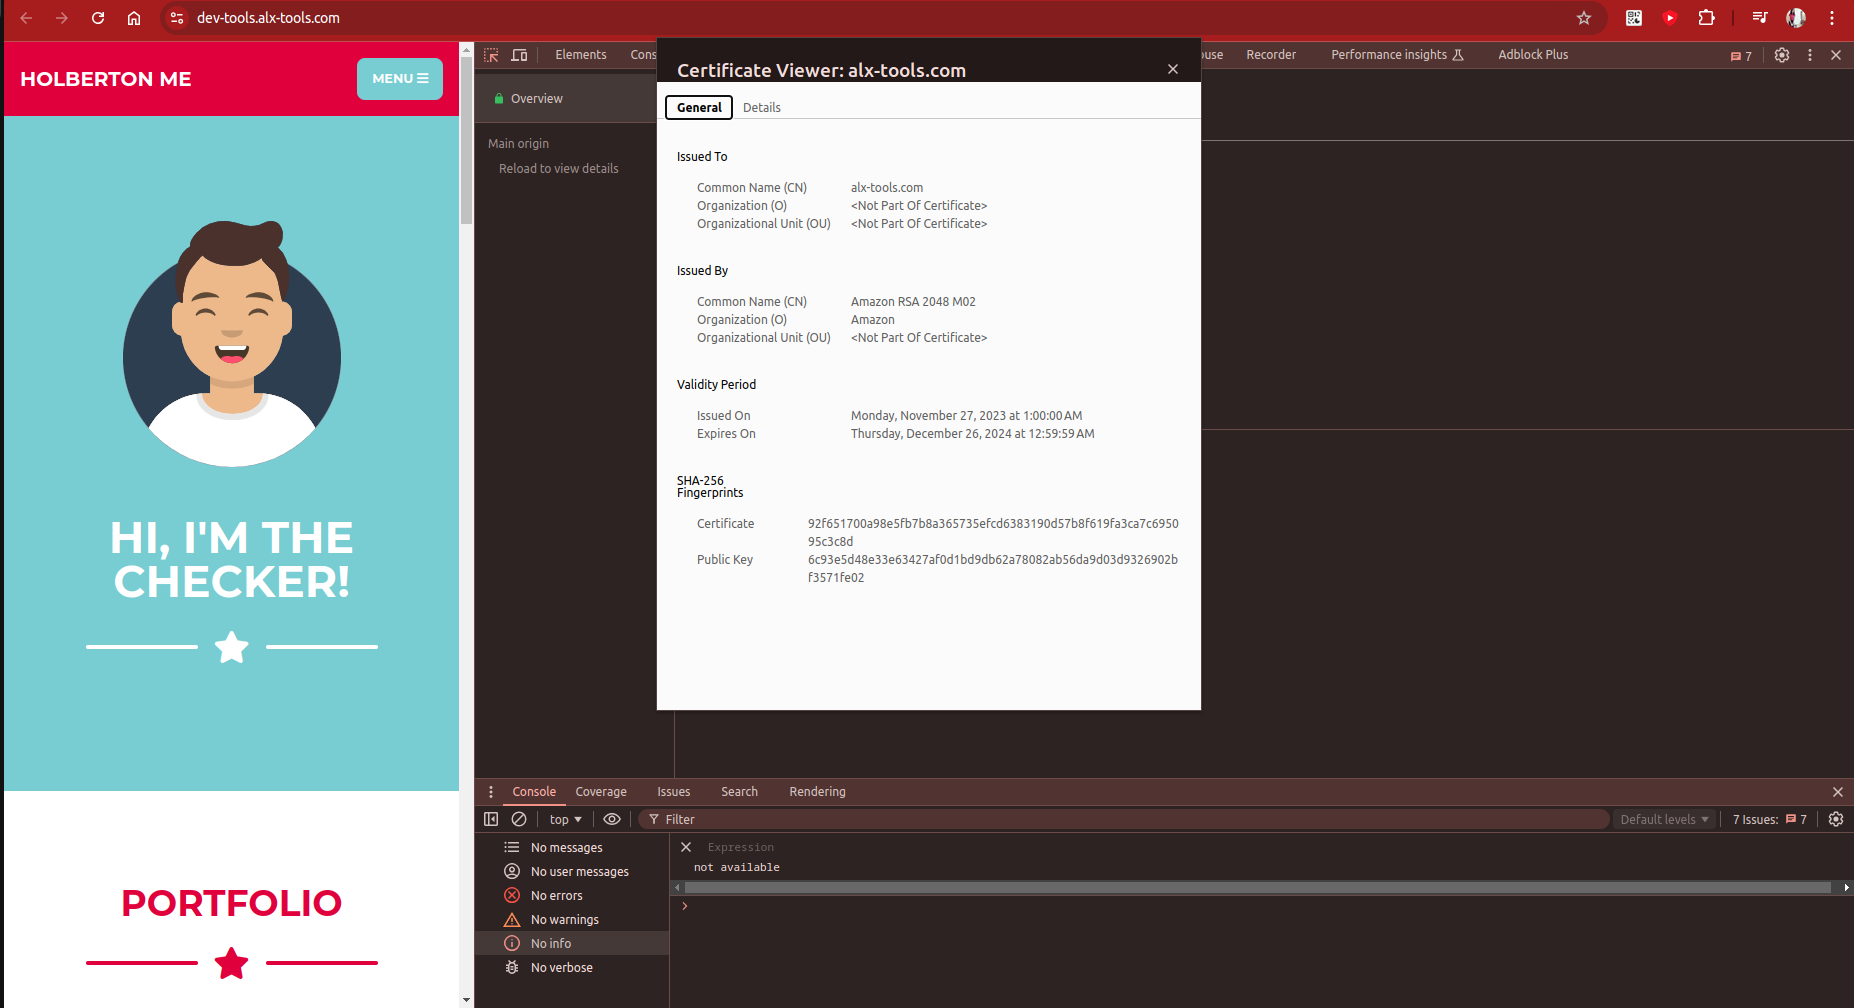 dev-tools.alx-tools.com
HOLBERTON ME
MENU
HI, I'M THE
CHECKER!
PORTFOLIO
Elements
Cons
Recorder
Performance insights
Adblock Plus
7
Overview
Main origin
Reload to view details
Certificate Viewer: alx-tools.com
General Details
Issued To
Common Name (CN) alx-tools.com
Organization (O) <Not Part Of Certificate>
Organizational Unit (OU) <Not Part Of Certificate>
Issued By
Common Name (CN) Amazon RSA 2048 M02
Organization (O) Amazon
Organizational Unit (OU) <Not Part Of Certificate>
Validity Period
Issued On Monday, November 27, 2023 at 1:00:00 AM
Expires On Thursday, December 26, 2024 at 12:59:59 AM
SHA-256
Fingerprints
Certificate 92f651700a98e5fb7b8a365735efcd6383190d57b8f619fa3ca7c6950
95c3c8d
Public Key 6c93e5d48e33e63427af0d1bd9db62a78082ab56da9d03d9326902b
f3571fe02
Console Coverage Issues Search Rendering
top Filter Default levels 7 Issues: 7
No messages
No user messages
No errors
No warnings
No info
No verbose
Expression
not available